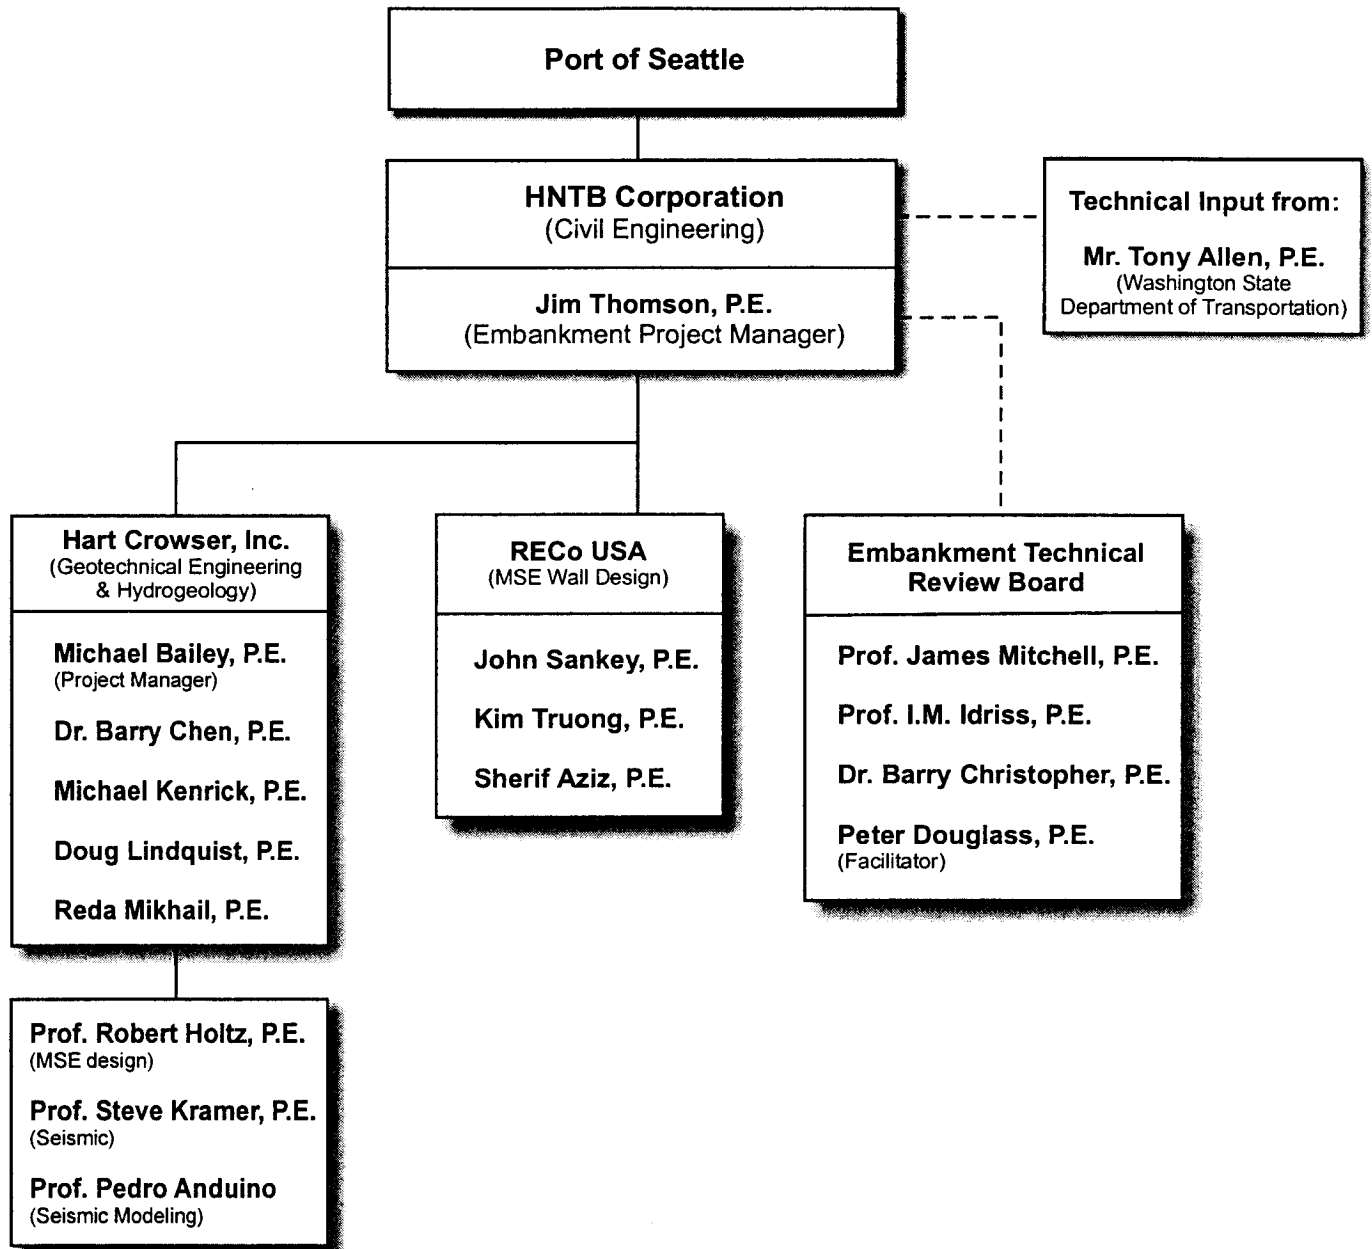 Port of Seattle
HNTB Corporation
(Civil Engineering)
Jim Thomson, P.E.
(Embankment Project Manager)
Technical Input from:
Mr. Tony Allen, P.E.
(Washington State
Department of Transportation)
Hart Crowser, Inc.
(Geotechnical Engineering
& Hydrogeology)
Michael Bailey, P.E.
(Project Manager)
Dr. Barry Chen, P.E.
Michael Kenrick, P.E.
Doug Lindquist, P.E.
Reda Mikhail, P.E.
RECo USA
(MSE Wall Design)
John Sankey, P.E.
Kim Truong, P.E.
Sherif Aziz, P.E.
Embankment Technical
Review Board
Prof. James Mitchell, P.E.
Prof. I.M. Idriss, P.E.
Dr. Barry Christopher, P.E.
Peter Douglass, P.E.
(Facilitator)
Prof. Robert Holtz, P.E.
(MSE design)
Prof. Steve Kramer, P.E.
(Seismic)
Prof. Pedro Anduino
(Seismic Modeling)